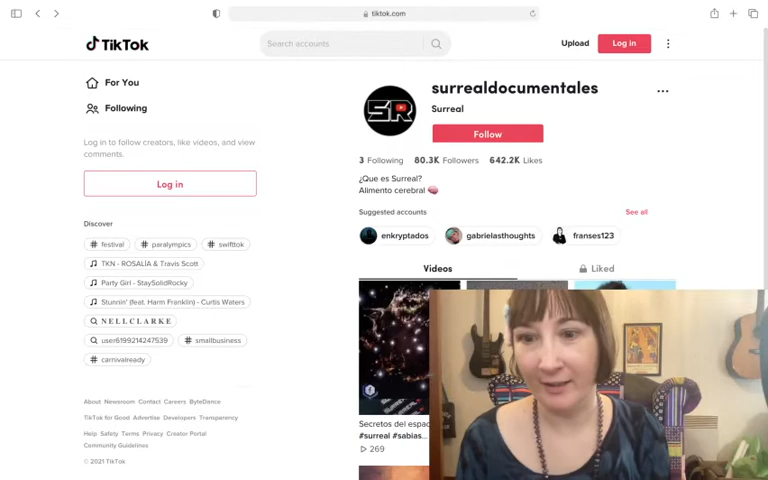 tiktok.com
TikTok
Search accounts
Upload
Log in
For You
Following
Log in to follow creators, like videos, and view
comments.
Log in
Discover
# festival
# paralympics
# swifttok
TKN - ROSALÍA & Travis Scott
Party Girl - StaySolidRocky
Stunnin' (feat. Harm Franklin) - Curtis Waters
N E L L C L A R K E
user6199214247539
# smallbusiness
# carnivalready
About Newsroom Contact Careers ByteDance
TikTok for Good Advertise Developers Transparency
Help Safety Terms Privacy Creator Portal
Community Guidelines
© 2021 TikTok
SR
surrealdocumentales
Surreal
Follow
3 Following 80.3K Followers 642.2K Likes
¿Que es Surreal?
Alimento cerebral 🧠
Suggested accounts
See all
enkryptados
gabrielasthoughts
franses123
Videos
Liked
Secretos del espac
#surreal #sabias...
269